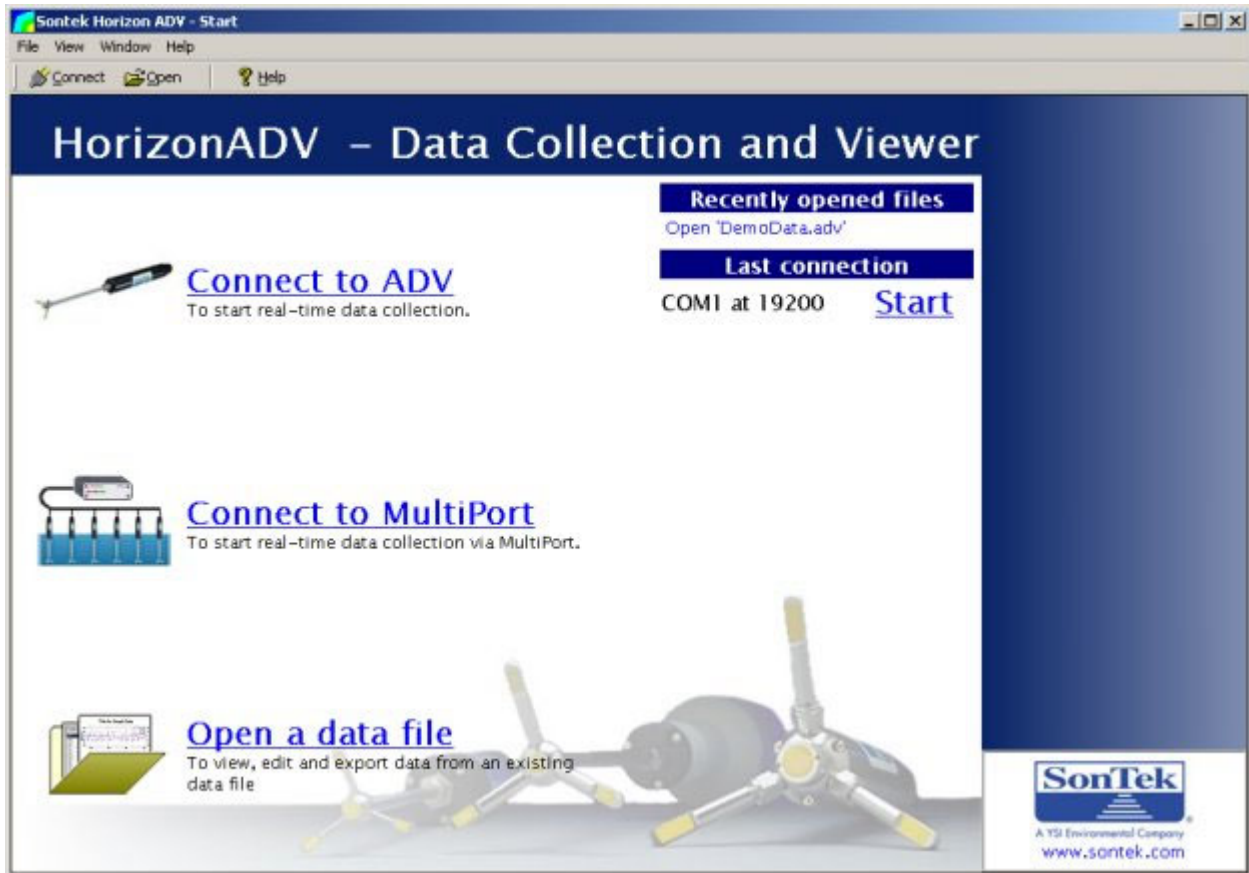 Sontek Horizon ADV - Start
File View Window Help
Connect Open Help
HorizonADV – Data Collection and Viewer
Recently opened files
Open 'DemoData.adv'
Last connection
COM1 at 19200 Start
Connect to ADV
To start real-time data collection.
Connect to MultiPort
To start real-time data collection via MultiPort.
Open a data file
To view, edit and export data from an existing
data file
SonTek
A YSI Environmental Company
www.sontek.com